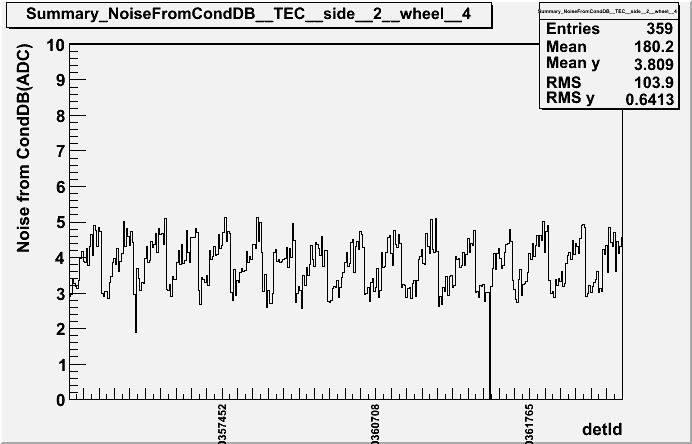 Summary_NoiseFromCondDB__TEC__side__2__wheel__4
Summary_NoiseFromCondDB__TEC__side__2__wheel__4
Entries 359
Mean 180.2
Mean y 3.809
RMS 103.9
RMS y 0.6413
Noise from CondDB(ADC)
10
9
8
7
6
5
4
3
2
1
0
0357452
0360708
0361765
detId